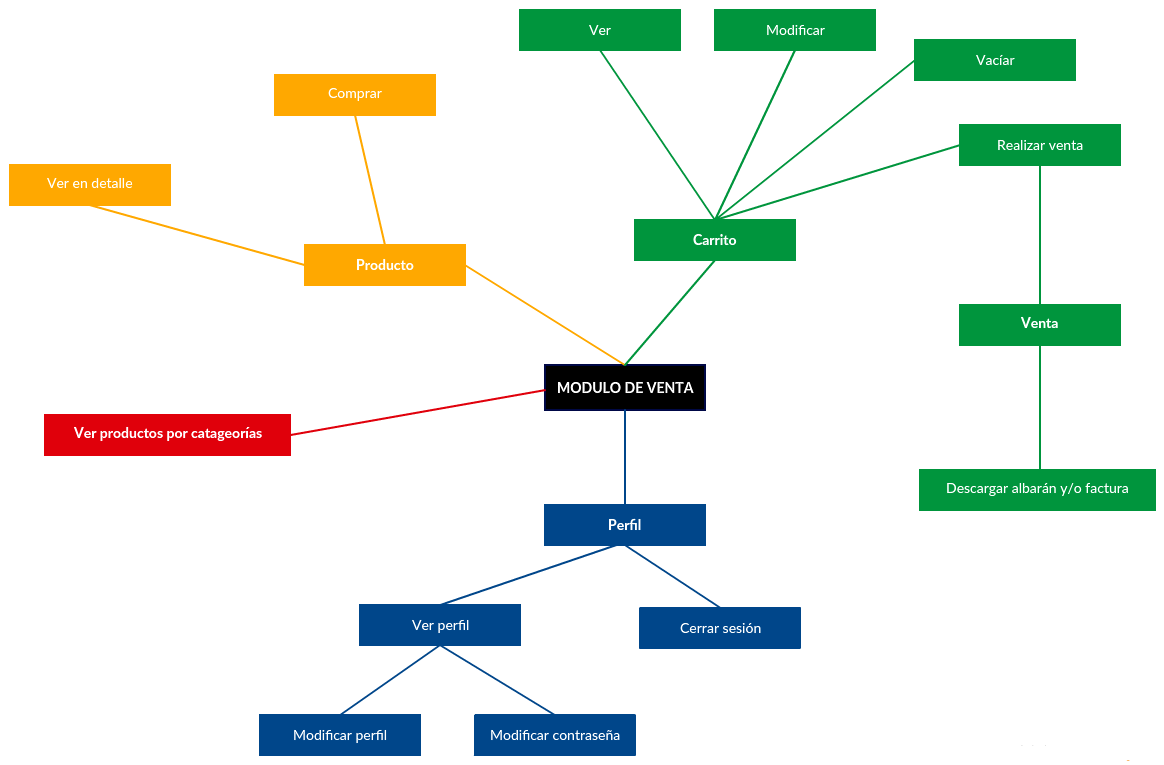 Ver
Modificar
Vacíar
Comprar
Realizar venta
Ver en detalle
Carrito
Producto
Venta
MODULO DE VENTA
Ver productos por catageorías
Descargar albarán y/o factura
Perfil
Ver perfil
Cerrar sesión
Modificar perfil
Modificar contraseña